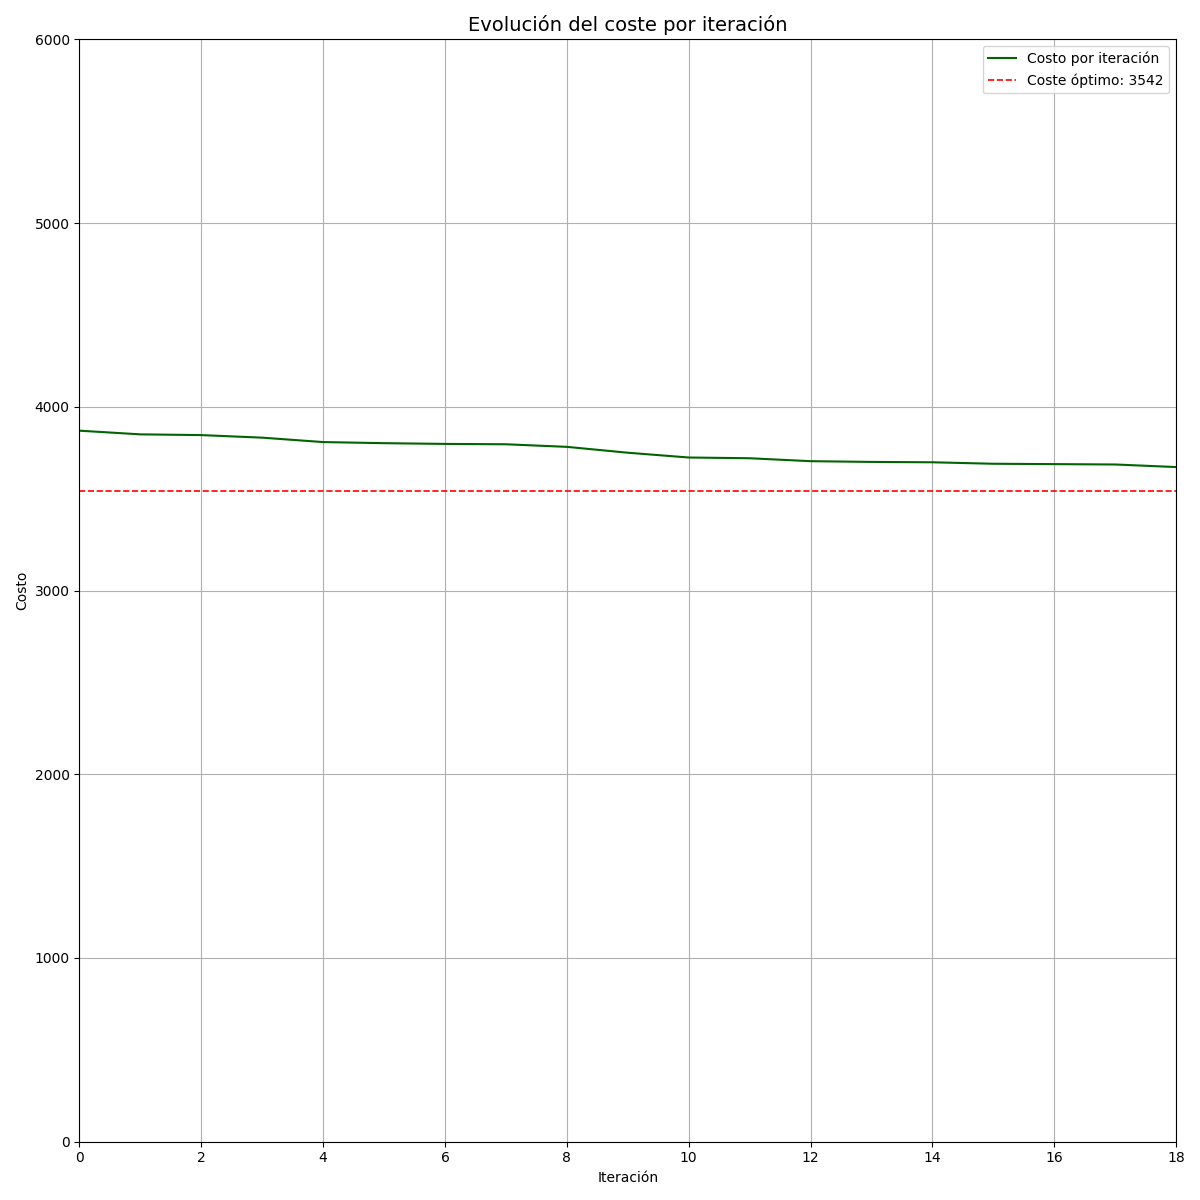 Evolución del coste por iteración
Costo por iteración
Coste óptimo: 3542
6000
5000
4000
3000
2000
1000
0
Costo
0 2 4 6 8 10 12 14 16 18
Iteración